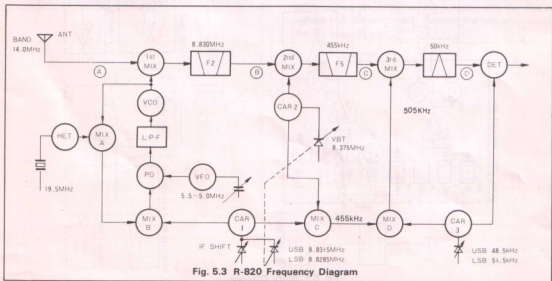 BAND
14.0MHz
ANT
A
1st
MIX
8.830MHz
F2
B
2nd
MIX
455kHz
F5
C
3rd
MIX
50kHz
D
DET
VCO
HET
MIX
A
L·P·F
CAR 2
VBT
8.375MHz
505KHz
19.5MHz
PD
VFO
5.5~5.0MHz
MIX
B
CAR
1
MIX
C
455kHz
MIX
D
CAR
3
IF SHIFT
USB 8.8315MHz
LSB 8.8285MHz
USB 48.5kHz
LSB 51.5kHz
Fig. 5.3 R-820 Frequency Diagram